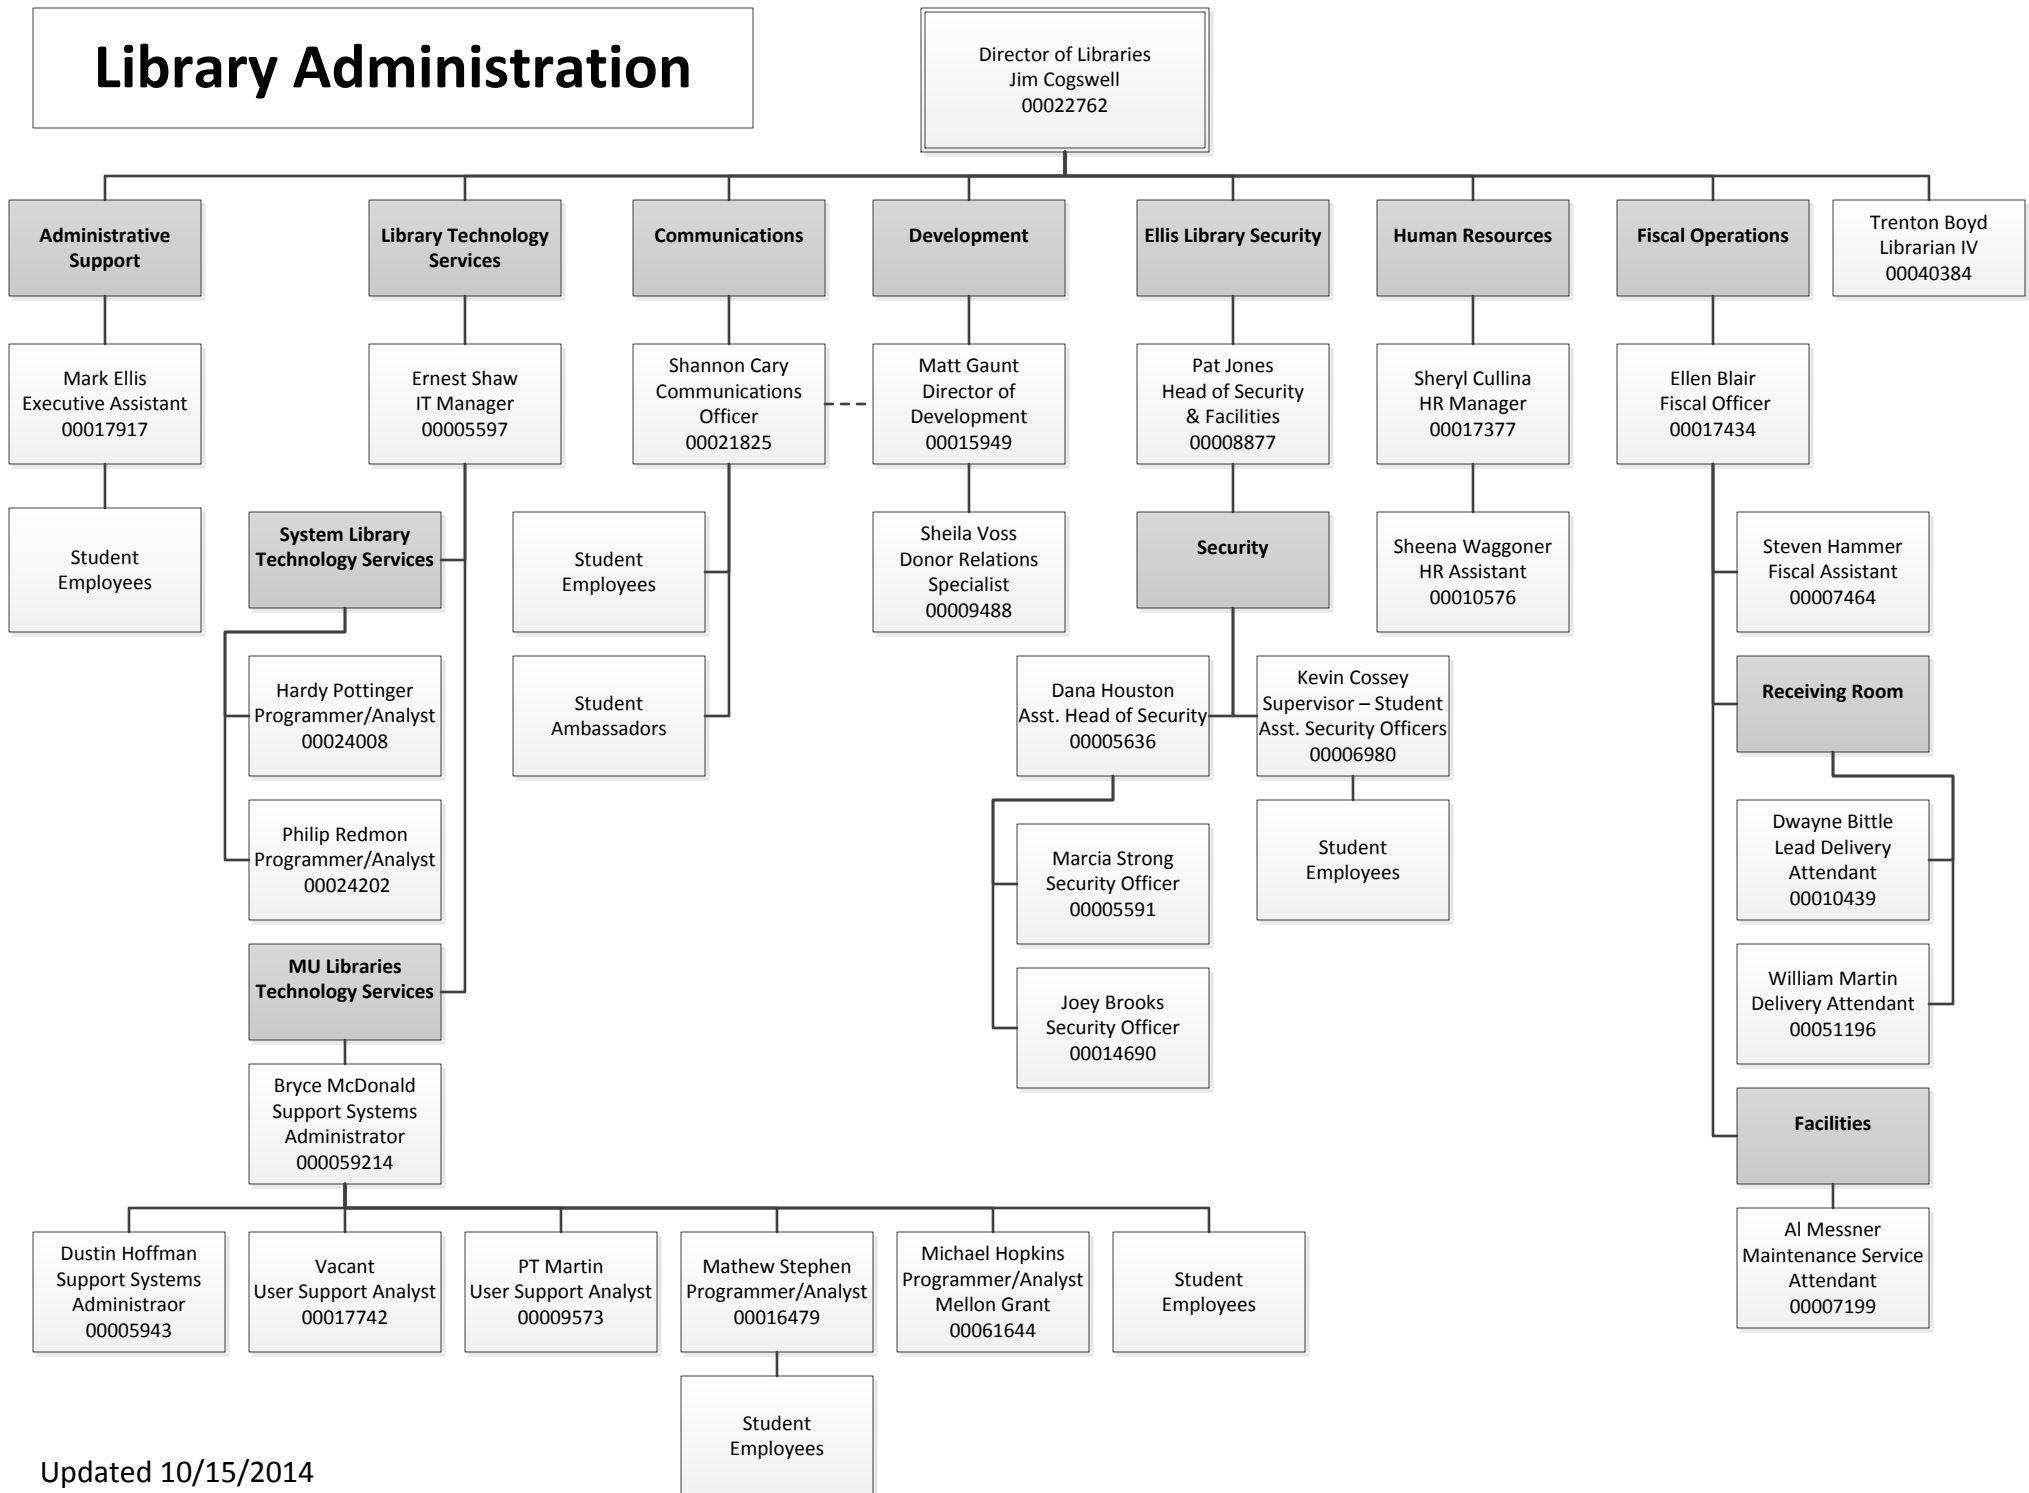 Library Administration
Director of Libraries
Jim Cogswell
00022762
Administrative
Support
Library Technology
Services
Communications
Development
Ellis Library Security
Human Resources
Fiscal Operations
Trenton Boyd
Librarian IV
00040384
Mark Ellis
Executive Assistant
00017917
Ernest Shaw
IT Manager
00005597
Shannon Cary
Communications
Officer
00021825
Matt Gaunt
Director of
Development
00015949
Pat Jones
Head of Security
& Facilities
00008877
Sheryl Cullina
HR Manager
00017377
Ellen Blair
Fiscal Officer
00017434
Student
Employees
System Library
Technology Services
Student
Employees
Sheila Voss
Donor Relations
Specialist
00009488
Security
Sheena Waggoner
HR Assistant
00010576
Steven Hammer
Fiscal Assistant
00007464
Hardy Pottinger
Programmer/Analyst
00024008
Student
Ambassadors
Dana Houston
Asst. Head of Security
00005636
Kevin Cossey
Supervisor – Student
Asst. Security Officers
00006980
Receiving Room
Philip Redmon
Programmer/Analyst
00024202
Marcia Strong
Security Officer
00005591
Student
Employees
Dwayne Bittle
Lead Delivery
Attendant
00010439
MU Libraries
Technology Services
Joey Brooks
Security Officer
00014690
William Martin
Delivery Attendant
00051196
Bryce McDonald
Support Systems
Administrator
000059214
Facilities
Dustin Hoffman
Support Systems
Administraor
00005943
Vacant
User Support Analyst
00017742
PT Martin
User Support Analyst
00009573
Mathew Stephen
Programmer/Analyst
00016479
Michael Hopkins
Programmer/Analyst
Mellon Grant
00061644
Student
Employees
Al Messner
Maintenance Service
Attendant
00007199
Student
Employees
Updated 10/15/2014